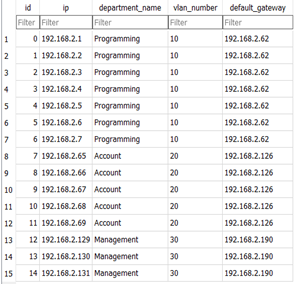 id ip department_name vlan_number default_gateway
Filter Filter Filter Filter Filter
1 0 192.168.2.1 Programming 10 192.168.2.62
2 1 192.168.2.2 Programming 10 192.168.2.62
3 2 192.168.2.3 Programming 10 192.168.2.62
4 3 192.168.2.4 Programming 10 192.168.2.62
5 4 192.168.2.5 Programming 10 192.168.2.62
6 5 192.168.2.6 Programming 10 192.168.2.62
7 6 192.168.2.7 Programming 10 192.168.2.62
8 7 192.168.2.65 Account 20 192.168.2.126
9 8 192.168.2.66 Account 20 192.168.2.126
10 9 192.168.2.67 Account 20 192.168.2.126
11 10 192.168.2.68 Account 20 192.168.2.126
12 11 192.168.2.69 Account 20 192.168.2.126
13 12 192.168.2.129 Management 30 192.168.2.190
14 13 192.168.2.130 Management 30 192.168.2.190
15 14 192.168.2.131 Management 30 192.168.2.190